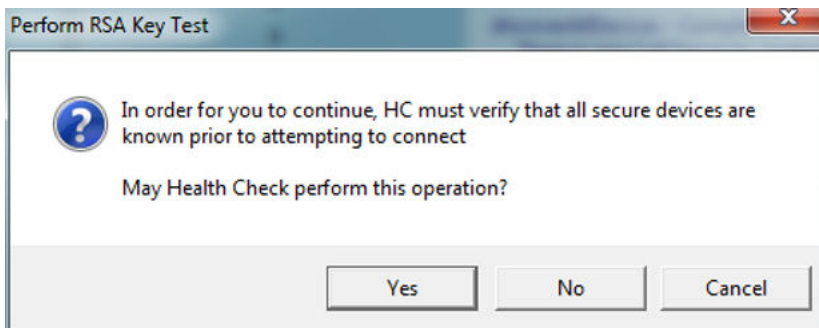 Perform RSA Key Test
In order for you to continue, HC must verify that all secure devices are
known prior to attempting to connect
May Health Check perform this operation?
Yes No Cancel